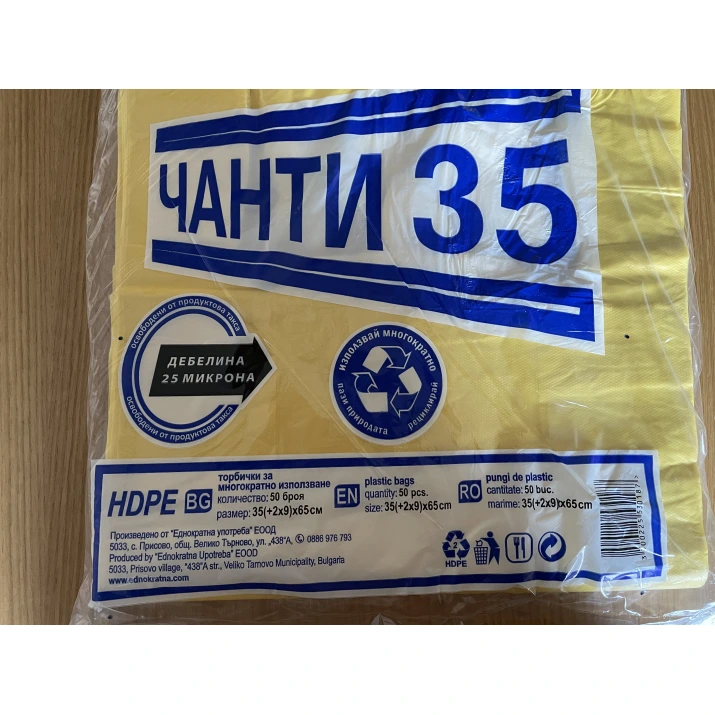 ЧАНТИ 35
освободени от продуктова такса
ДЕБЕЛИНА
25 МИКРОНА
освободени от продуктова такса
използвай многократно
пази природата
рециклирай
HDPE
BG
торбички за
многократно използване
количество: 50 броя
размер: 35(+2x9)x65см
EN
plastic bags
quantity: 50 pcs.
size: 35(+2x9)x65cm
RO
pungi de plastic
cantitate: 50 buc.
marime: 35(+2x9)x65cm
Произведено от "Еднократна употреба" ЕООД
5033, с. Присово, общ. Велико Търново, ул. „438"А, 0886 976 793
Produced by "Ednokratna Upotreba" EOOD
5033, Prisovo village, "438"A str., Veliko Tarnovo Municipality, Bulgaria
www.ednokratna.com
2
HDPE